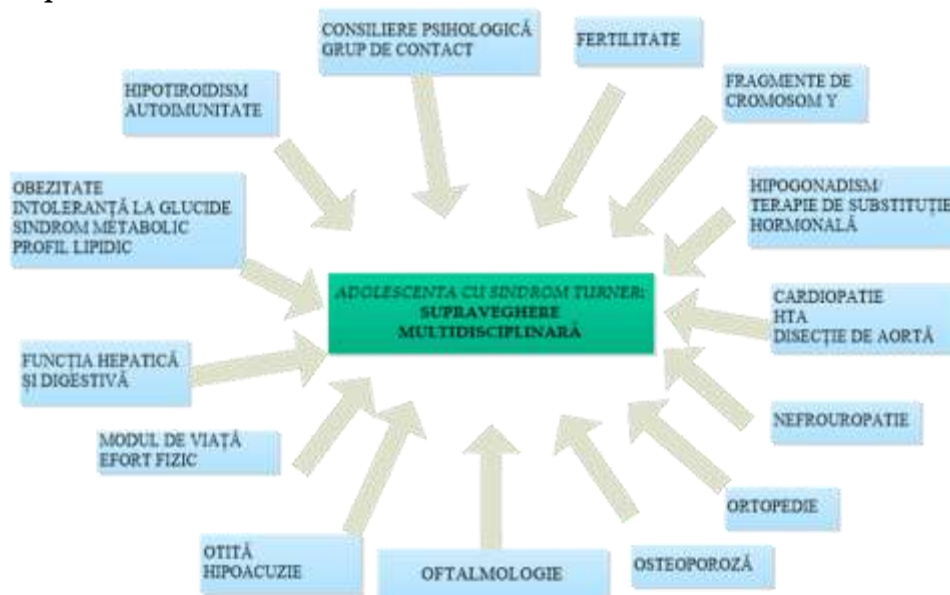 CONSILIERE PSIHOLOGICĂ
GRUP DE CONTACT
FERTILITATE
HIPOTIROIDISM
AUTOIMUNITATE
FRAGMENTE DE
CROMOSOM Y
OBEZITATE
INTOLERANȚĂ LA GLUCIDE
SINDROM METABOLIC
PROFIL LIPIDIC
HIPOGONADISM/
TERAPIE DE SUBSTITUȚIE
HORMONALĂ
ADOLESCENTA CU SINDROM TURNER:
SUPRAVEGHERE
MULTIDISCIPLINARĂ
CARDIOPATIE
HTA
DISECȚIE DE AORTĂ
FUNCȚIA HEPATICĂ
ȘI DIGESTIVĂ
NEFROUROPATIE
MODUL DE VIAȚĂ
EFORT FIZIC
ORTOPEDIE
OTITĂ
HIPOACUZIE
OFTALMOLOGIE
OSTEOPOROZĂ